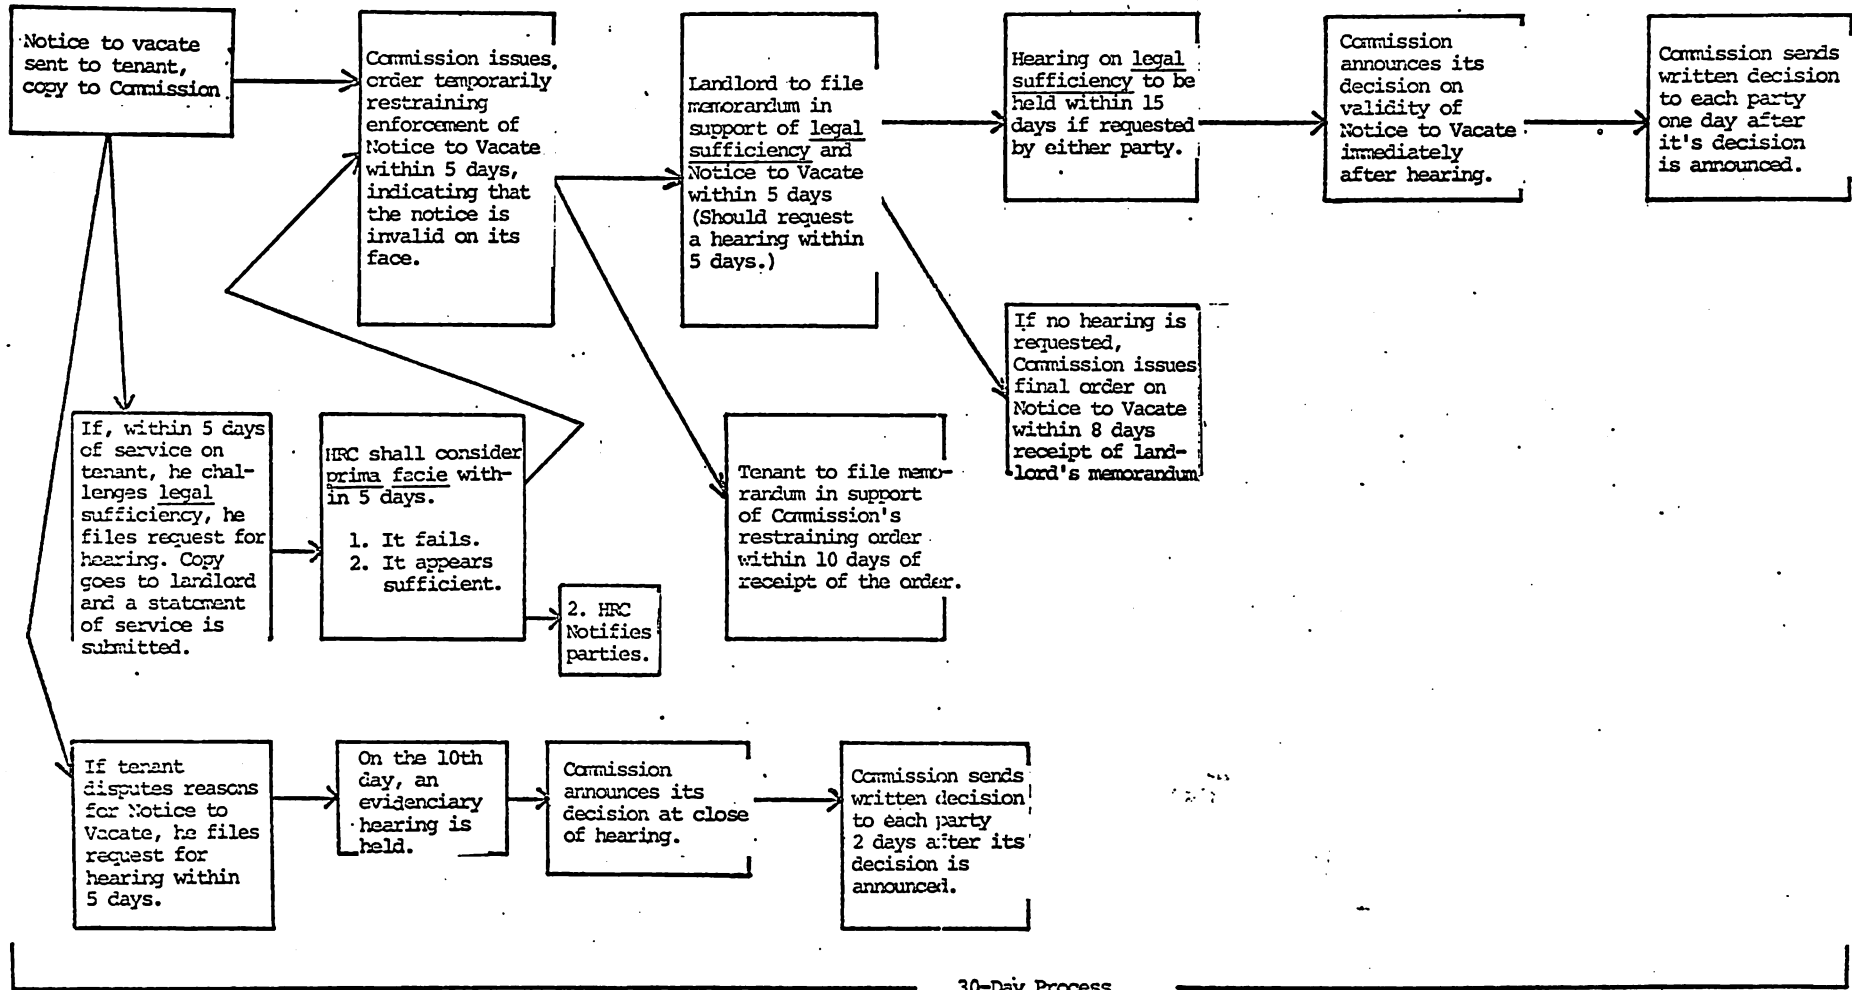 Notice to vacate
sent to tenant,
copy to Commission
Commission issues
order temporarily
restraining
enforcement of
Notice to Vacate
within 5 days,
indicating that
the notice is
invalid on its
face.
Landlord to file
memorandum in
support of legal
sufficiency and
Notice to Vacate
within 5 days
(Should request
a hearing within
5 days.)
Hearing on legal
sufficiency to be
held within 15
days if requested
by either party.
Commission
announces its
decision on
validity of
Notice to Vacate
immediately
after hearing.
Commission sends
written decision
to each party
one day after
it's decision
is announced.
If no hearing is
requested,
Commission issues
final order on
Notice to Vacate
within 8 days
receipt of land-
lord's memorandum
If, within 5 days
of service on
tenant, he chal-
lenges legal
sufficiency, he
files request for
hearing. Copy
goes to landlord
and a statement
of service is
submitted.
HRC shall consider
prima facie with-
in 5 days.
1. It fails.
2. It appears
sufficient.
2. HRC
Notifies
parties.
Tenant to file memo-
randum in support
of Commission's
restraining order
within 10 days of
receipt of the order.
If tenant
disputes reasons
for Notice to
Vacate, he files
request for
hearing within
5 days.
On the 10th
day, an
evidenciary
hearing is
held.
Commission
announces its
decision at close
of hearing.
Commission sends
written decision
to each party
2 days after its
decision is
announced.
30-Day Process